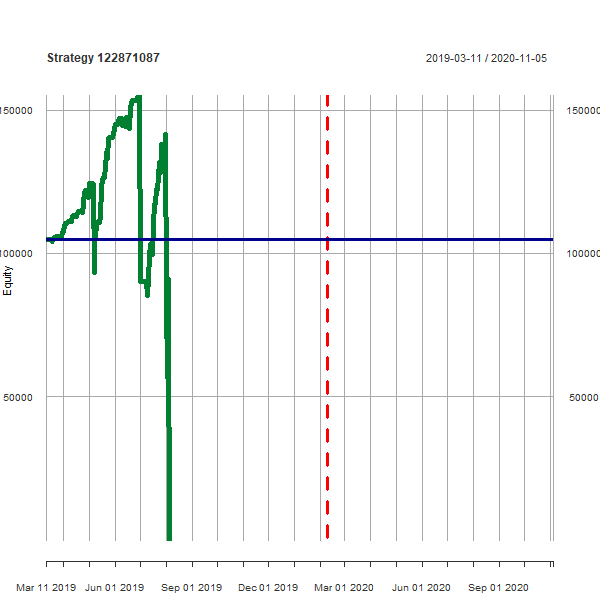 Strategy 122871087 2019-03-11 / 2020-11-05
150000 150000
100000 100000
Equity
50000 50000
Mar 11 2019 Jun 01 2019 Sep 01 2019 Dec 01 2019 Mar 01 2020 Jun 01 2020 Sep 01 2020